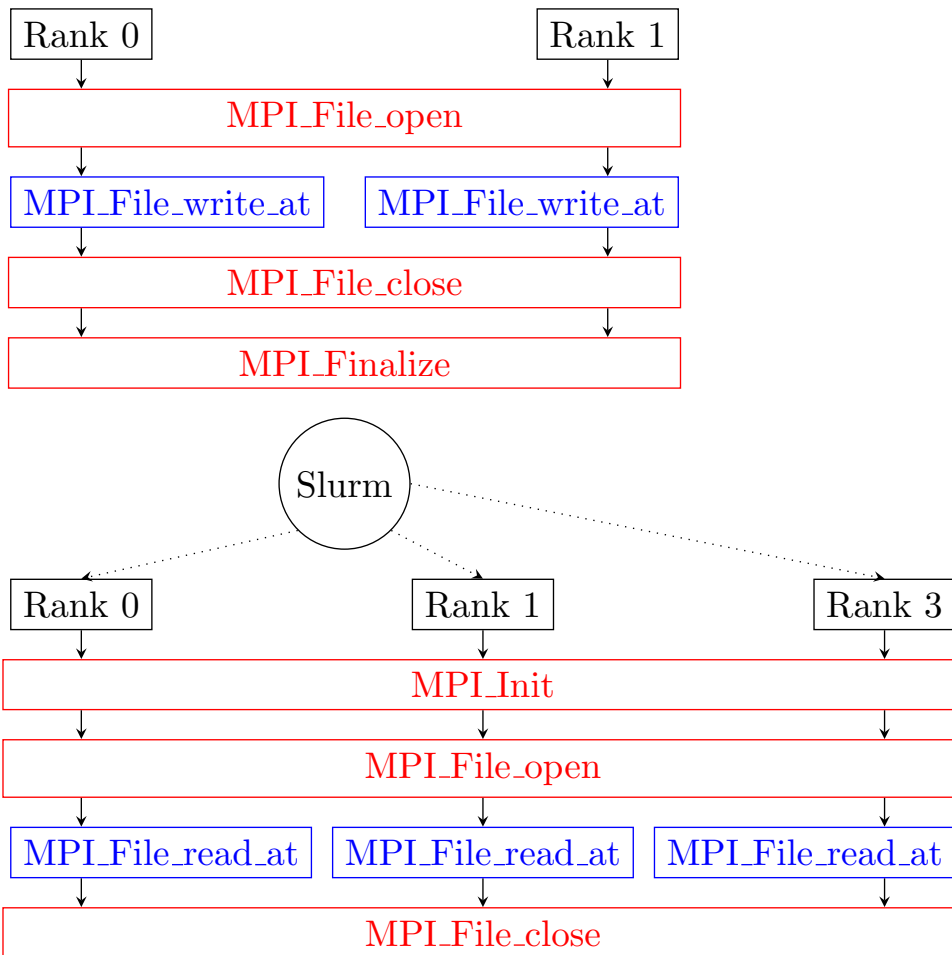 Rank 0 Rank 1
MPI_File_open
MPI_File_write_at MPI_File_write_at
MPI_File_close
MPI_Finalize
Slurm
Rank 0 Rank 1 Rank 3
MPI_Init
MPI_File_open
MPI_File_read_at MPI_File_read_at MPI_File_read_at
MPI_File_close